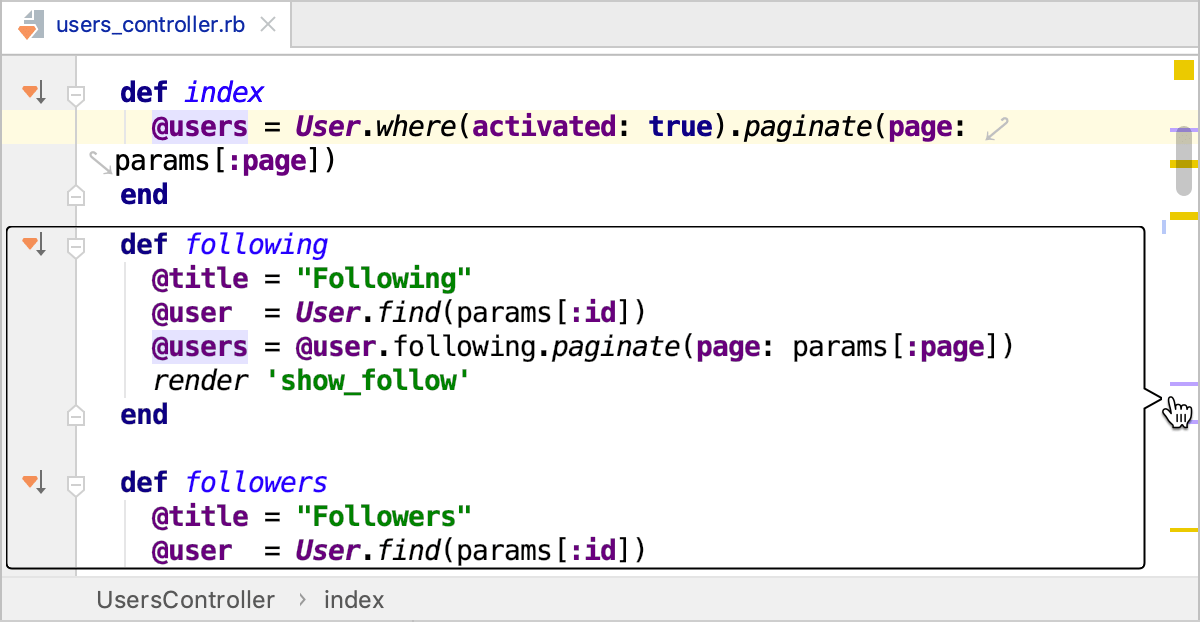 users_controller.rb
def index
@users = User.where(activated: true).paginate(page:
params[:page])
end
def following
@title = "Following"
@user  = User.find(params[:id])
@users = @user.following.paginate(page: params[:page])
render 'show_follow'
end
def followers
@title = "Followers"
@user  = User.find(params[:id])
UsersController › index